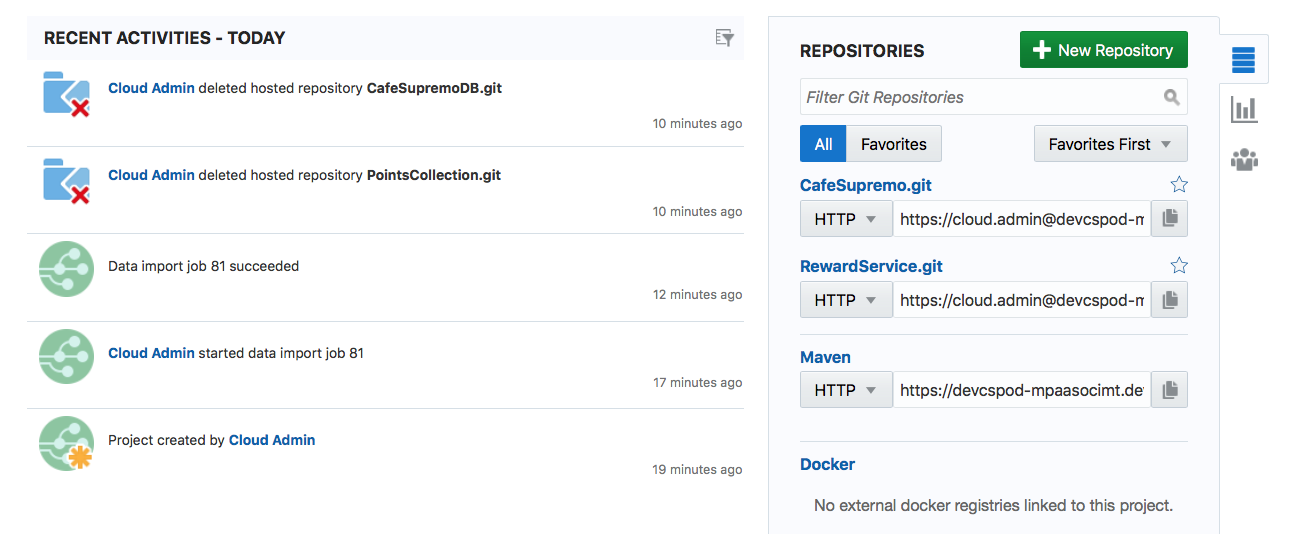 RECENT ACTIVITIES - TODAY
Cloud Admin deleted hosted repository CafeSupremoDB.git
10 minutes ago
Cloud Admin deleted hosted repository PointsCollection.git
10 minutes ago
Data import job 81 succeeded
12 minutes ago
Cloud Admin started data import job 81
17 minutes ago
Project created by Cloud Admin
19 minutes ago
REPOSITORIES
New Repository
Filter Git Repositories
All Favorites Favorites First
CafeSupremo.git
HTTP https://cloud.admin@devcspod-m
RewardService.git
HTTP https://cloud.admin@devcspod-m
Maven
HTTP https://devcspod-mpaasocimt.de
Docker
No external docker registries linked to this project.